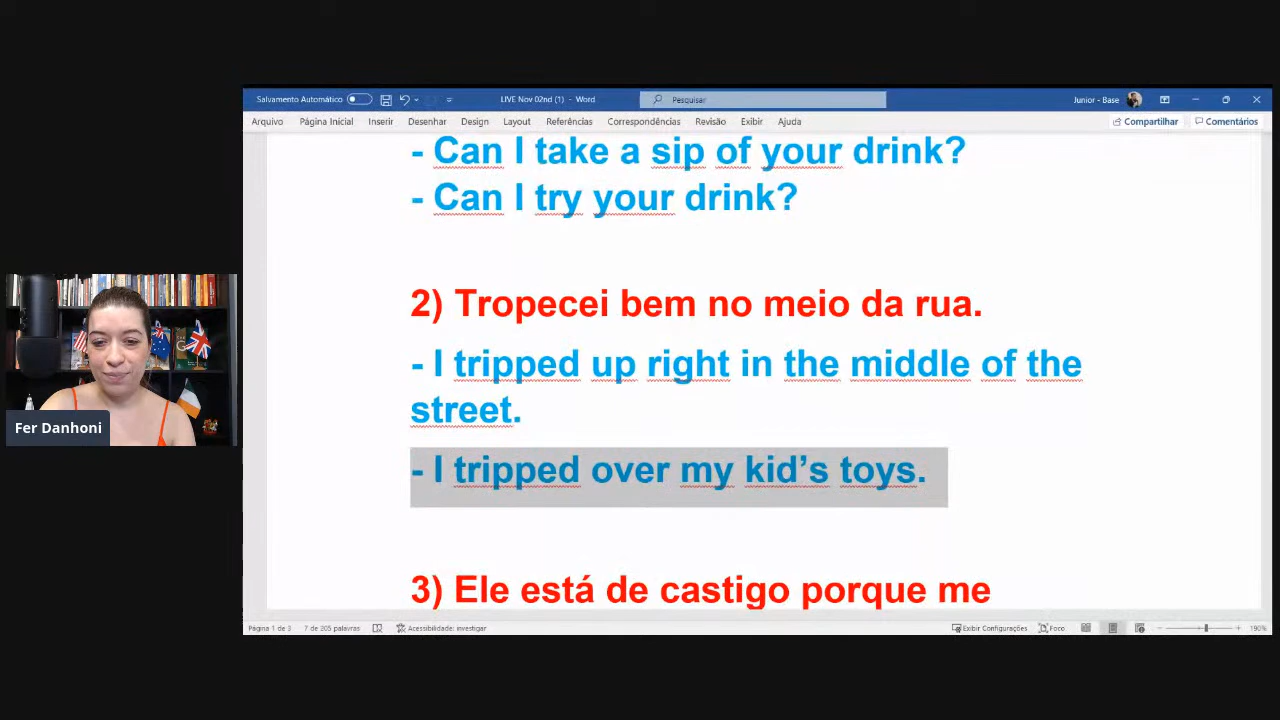 Salvamento Automático
LIVE Nov 02nd (1) - Word
Pesquisar
Junior - Base
Arquivo Página Inicial Inserir Desenhar Design Layout Referências Correspondências Revisão Exibir Ajuda Compartilhar Comentários
- Can I take a sip of your drink?
- Can I try your drink?
2) Tropecei bem no meio da rua.
- I tripped up right in the middle of the
street.
- I tripped over my kid’s toys.
3) Ele está de castigo porque me
Fer Danhoni
Página 1 de 3 7 de 305 palavras Acessibilidade: investigar Exibir Configurações Foco 190%